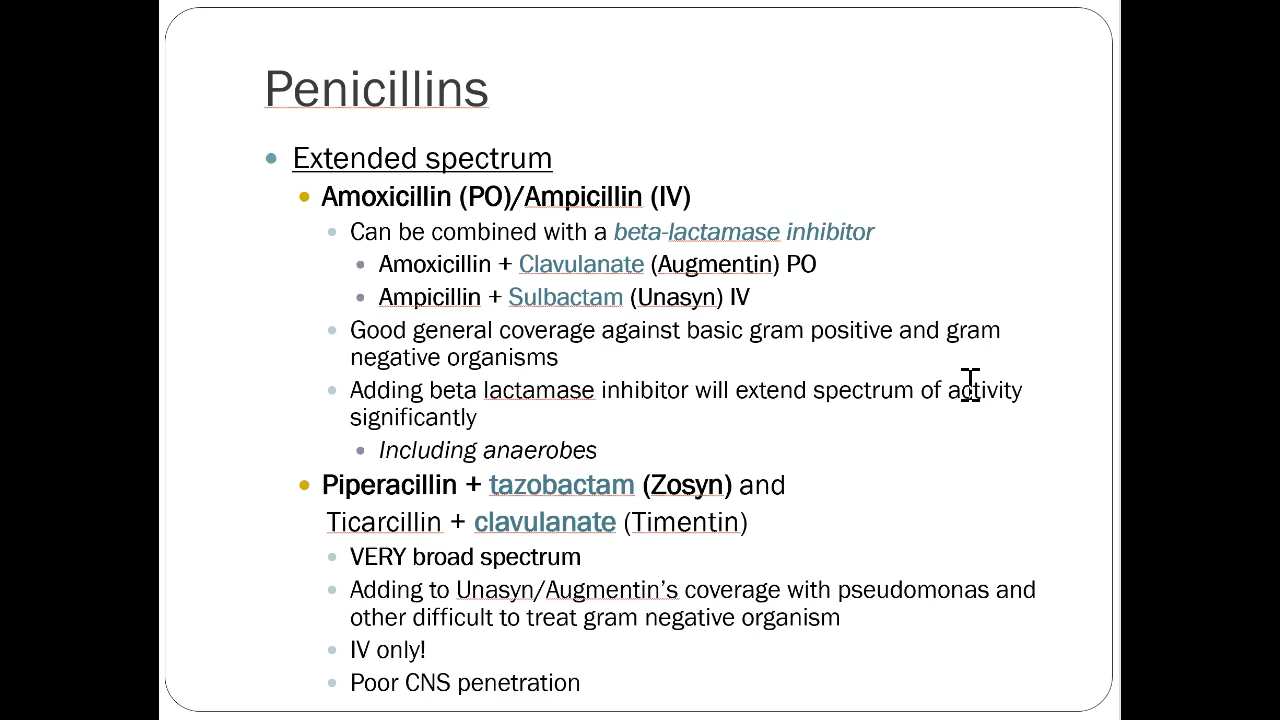 Penicillins
Extended spectrum
Amoxicillin (PO)/Ampicillin (IV)
Can be combined with a beta-lactamase inhibitor
Amoxicillin + Clavulanate (Augmentin) PO
Ampicillin + Sulbactam (Unasyn) IV
Good general coverage against basic gram positive and gram
negative organisms
Adding beta lactamase inhibitor will extend spectrum of activity
significantly
Including anaerobes
Piperacillin + tazobactam (Zosyn) and
Ticarcillin + clavulanate (Timentin)
VERY broad spectrum
Adding to Unasyn/Augmentin's coverage with pseudomonas and
other difficult to treat gram negative organism
IV only!
Poor CNS penetration